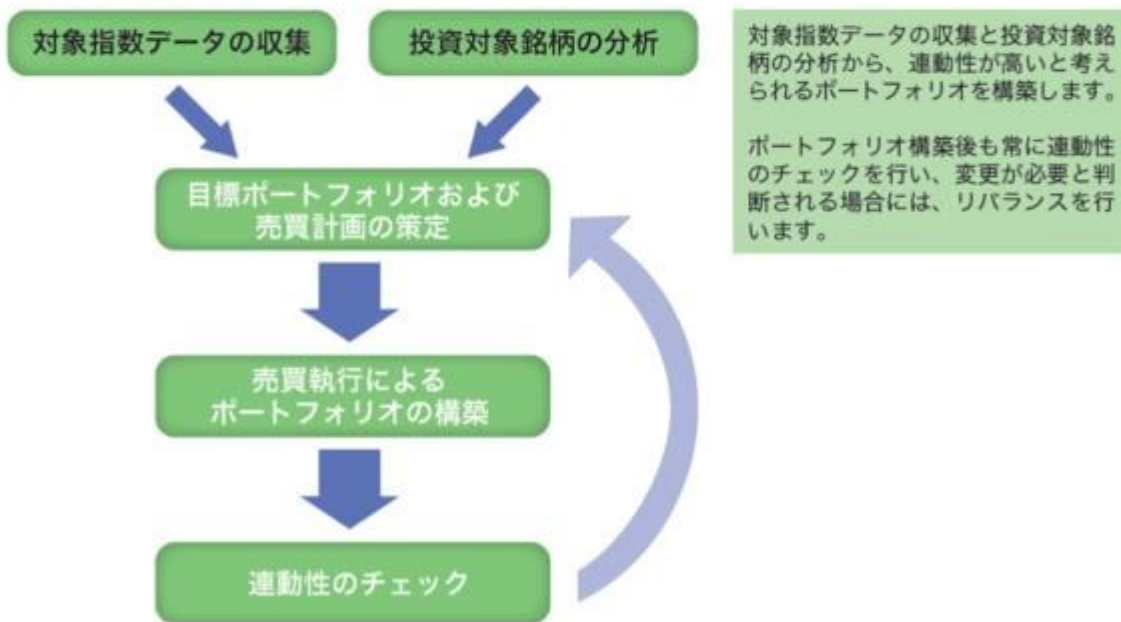 対象指数データの収集
投資対象銘柄の分析
目標ポートフォリオおよび
売買計画の策定
売買執行による
ポートフォリオの構築
連動性のチェック
対象指数データの収集と投資対象銘
柄の分析から、連動性が高いと考え
られるポートフォリオを構築します。
ポートフォリオ構築後も常に連動性
のチェックを行い、変更が必要と判
断される場合には、リバランスを行
います。